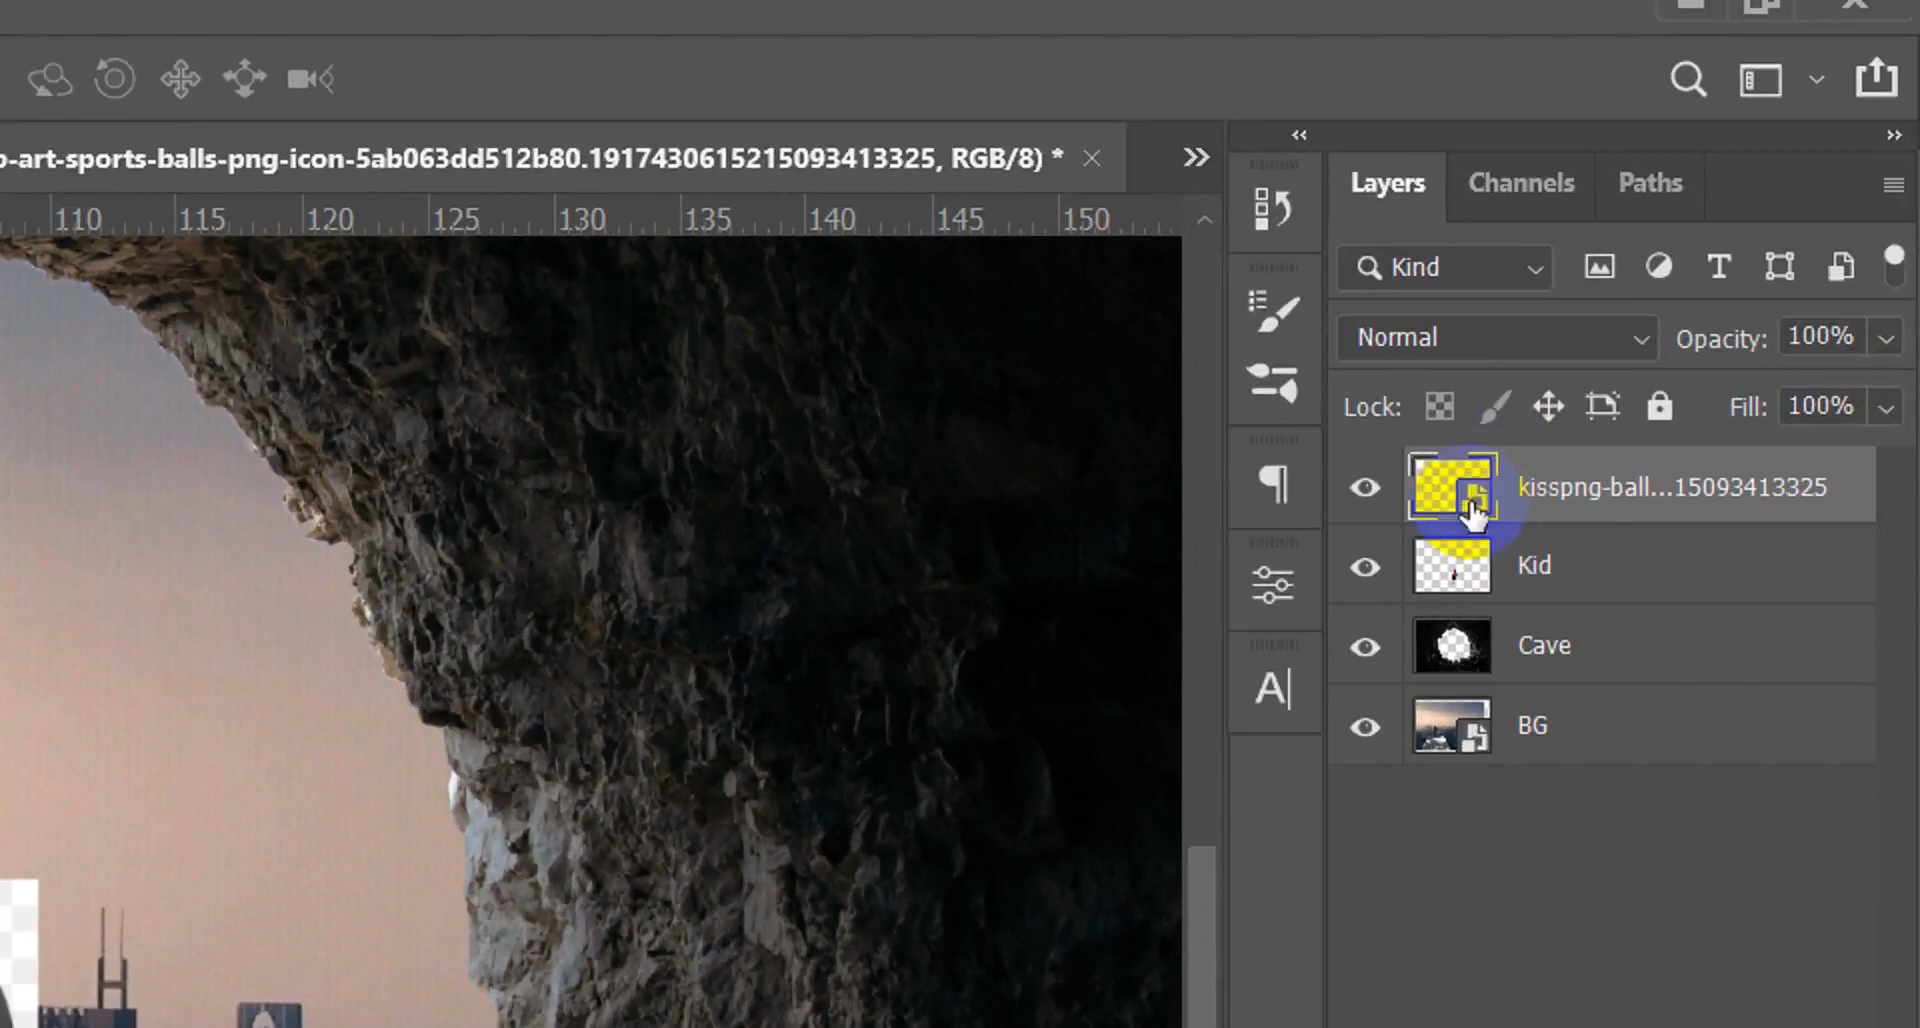 -art-sports-balls-png-icon-5ab063dd512b80.1917430615215093413325, RGB/8) *
110 115 120 125 130 135 140 145 150
Layers Channels Paths
Kind
Normal Opacity: 100%
Lock: Fill: 100%
kisspng-ball...15093413325
Kid
Cave
BG